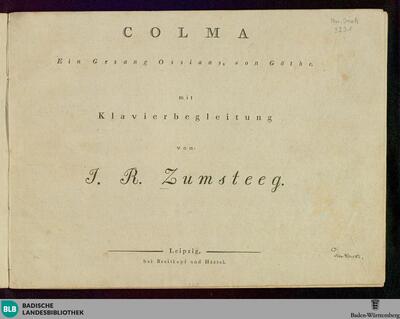 COLMA
Ein Gesang Ossians, von Göthe.
mit
Klavierbegleitung
von
J. R. Zumsteeg.
Leipzig,
bei Breitkopf und Härtel.
BLB
BADISCHE
LANDESBIBLIOTHEK
Baden-Württemberg